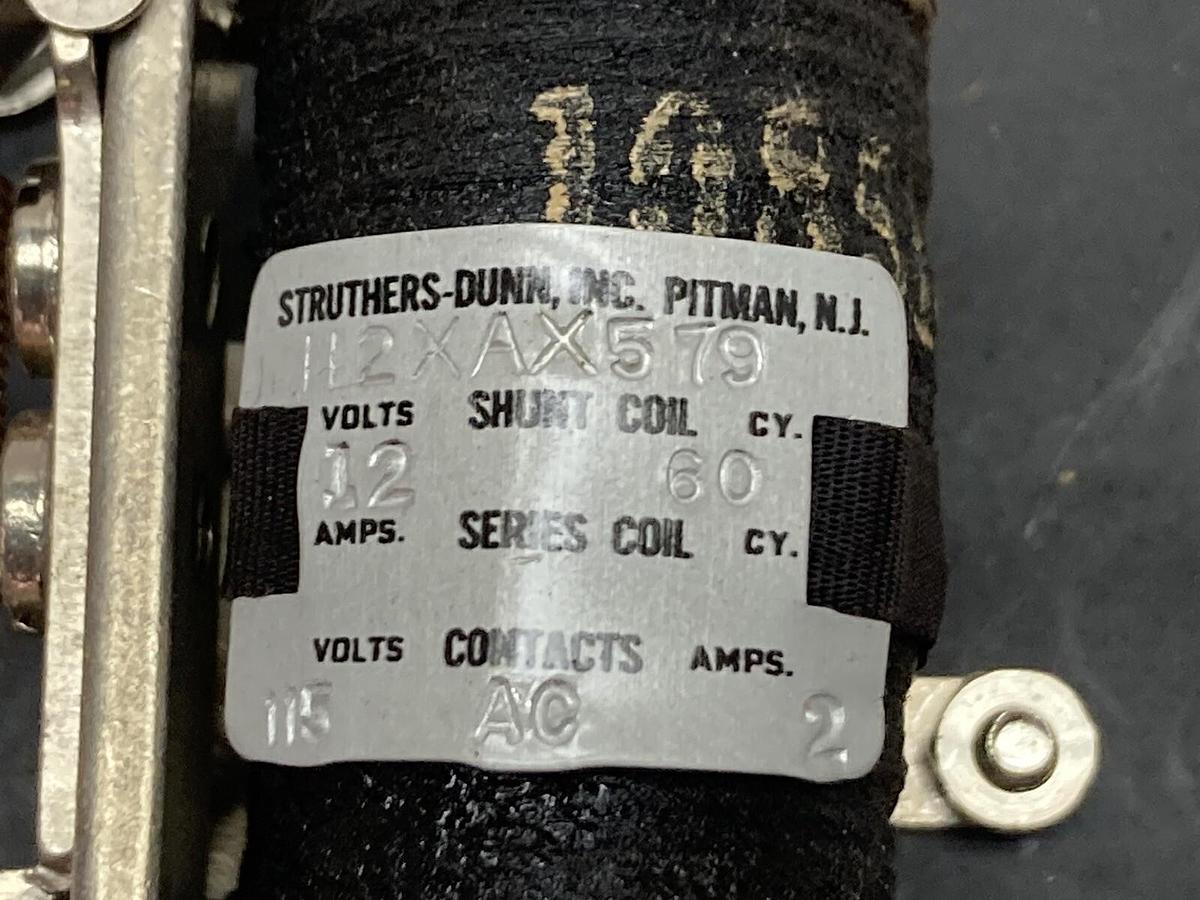 STRUTHERS-DUNN, INC. PITMAN, N.J.
112XAX579
VOLTS SHUNT COIL CY.
12 60
AMPS. SERIES COIL CY.
VOLTS CONTACTS AMPS.
115 AC 2